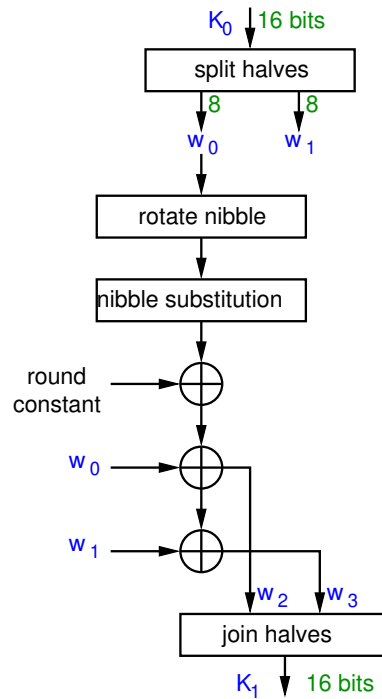 K0 16 bits
split halves
8 8
w0 w1
rotate nibble
nibble substitution
round
constant
w0
w1
w2 w3
join halves
K1 16 bits